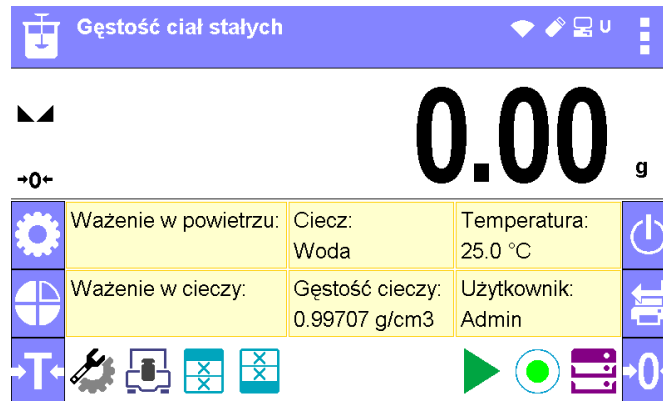 Gęstość ciał stałych
U
0.00
g
→0←
Ważenie w powietrzu:
Ciecz:
Woda
Temperatura:
25.0 °C
Ważenie w cieczy:
Gęstość cieczy:
0.99707 g/cm3
Użytkownik:
Admin
→T←
→0←